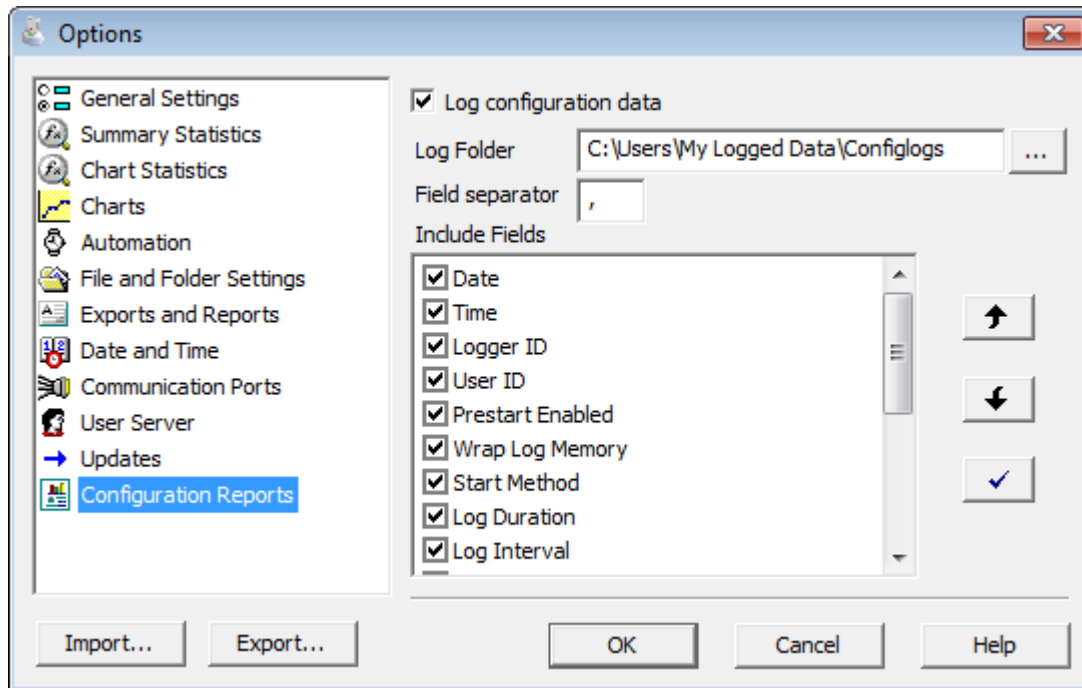 Options
General Settings
Summary Statistics
Chart Statistics
Charts
Automation
File and Folder Settings
Exports and Reports
Date and Time
Communication Ports
User Server
Updates
Configuration Reports
Log configuration data
Log Folder
C:\Users\My Logged Data\Configlogs
...
Field separator
,
Include Fields
Date
Time
Logger ID
User ID
Prestart Enabled
Wrap Log Memory
Start Method
Log Duration
Log Interval
Import...
Export...
OK
Cancel
Help